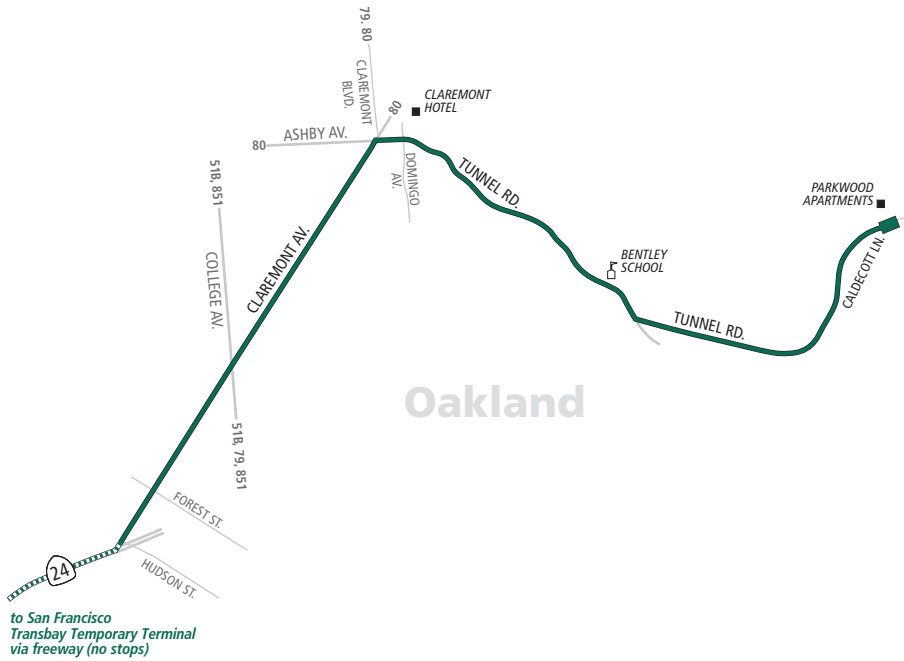 79. 80
CLAREMONT
BLVD.
80
CLAREMONT
HOTEL
80
ASHBY AV.
DOMINGO
AV.
TUNNEL RD.
51B, 851
COLLEGE AV.
CLAREMONT AV.
PARKWOOD
APARTMENTS
CALDECOTT LN.
BENTLEY
SCHOOL
TUNNEL RD.
Oakland
51B, 79, 851
FOREST ST.
HUDSON ST.
24
to San Francisco
Transbay Temporary Terminal
via freeway (no stops)